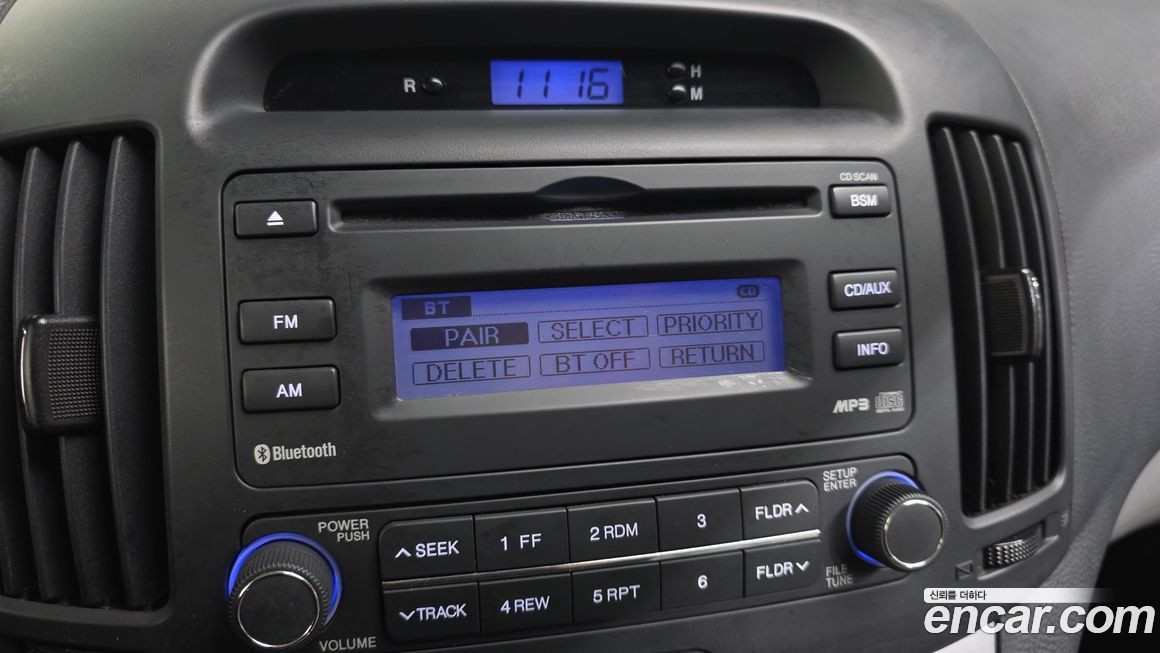 R 11 16 H
M
CD SCAN
BSM
CD/AUX
INFO
FM
AM
BT CD
PAIR SELECT PRIORITY
DELETE BT OFF RETURN
MP3
Bluetooth
POWER
PUSH
VOLUME
SEEK 1 FF 2 RDM 3 FLDR
TRACK 4 REW 5 RPT 6 FLDR
SETUP
ENTER
FILE
TUNE
신뢰를 더하다
encar.com